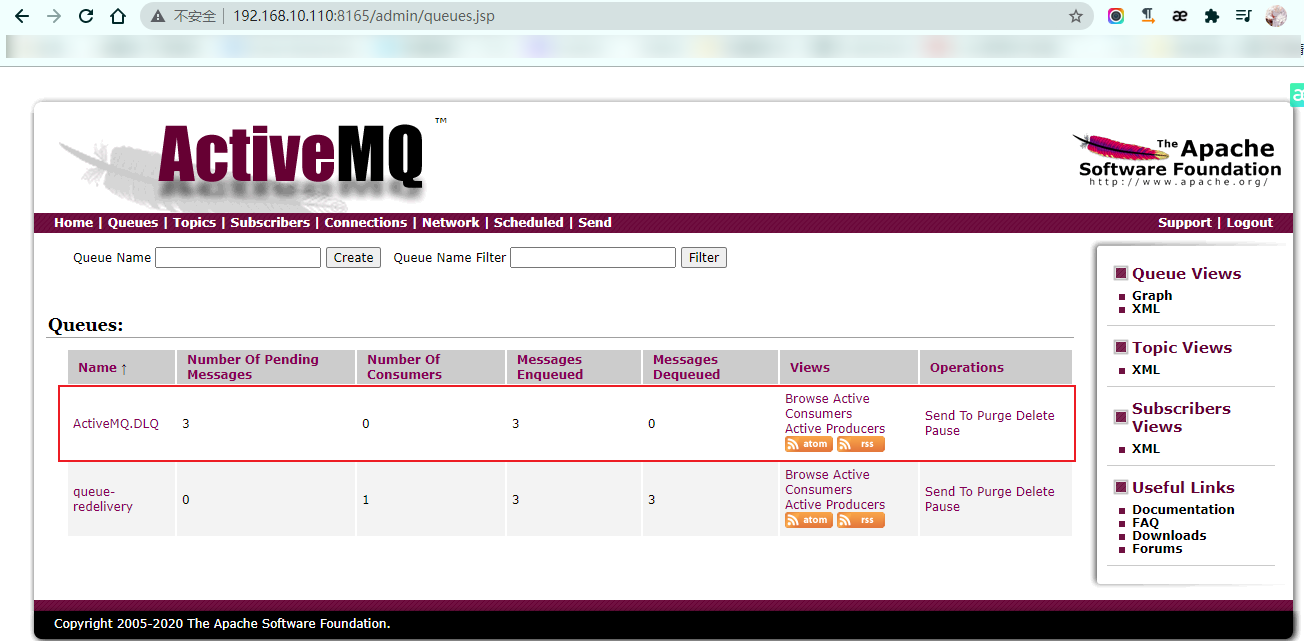 不安全 | 192.168.10.110:8165/admin/queues.jsp
ActiveMQ ™
The Apache
Software Foundation
http://www.apache.org/
Home | Queues | Topics | Subscribers | Connections | Network | Scheduled | Send
Support | Logout
Queue Name Create Queue Name Filter Filter
Queues:
Name ↑ Number Of Pending Messages Number Of Consumers Messages Enqueued Messages Dequeued Views Operations
ActiveMQ.DLQ 3 0 3 0
Browse Active
Consumers
Active Producers
atom rss
Send To Purge Delete
Pause
queue-
redelivery 0 1 3 3
Browse Active
Consumers
Active Producers
atom rss
Send To Purge Delete
Pause
Queue Views
Graph
XML
Topic Views
XML
Subscribers
Views
XML
Useful Links
Documentation
FAQ
Downloads
Forums
Copyright 2005-2020 The Apache Software Foundation.